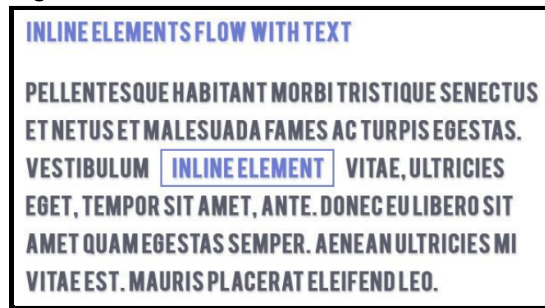 INLINE ELEMENTS FLOW WITH TEXT
PELLENTESQUE HABITANT MORBI TRISTIQUE SENECTUS
ET NETUS ET MALESUADA FAMES AC TURPIS EGESTAS.
VESTIBULUM INLINE ELEMENT VITAE, ULTRICIES
EGET, TEMPOR SIT AMET, ANTE. DONEC EU LIBERO SIT
AMET QUAM EGESTAS SEMPER. AENEAN ULTRICIES MI
VITAE EST. MAURIS PLACERAT ELEIFEND LEO.